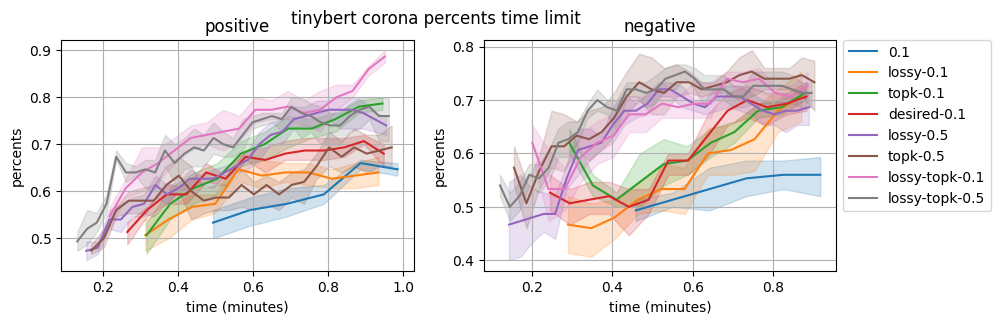 tinybert corona percents time limit
positive
negative
percents
0.9
0.8
0.7
0.6
0.5
0.2
0.4
0.6
0.8
1.0
time (minutes)
percents
0.8
0.7
0.6
0.5
0.4
0.2
0.4
0.6
0.8
time (minutes)
0.1
lossy-0.1
topk-0.1
desired-0.1
lossy-0.5
topk-0.5
lossy-topk-0.1
lossy-topk-0.5